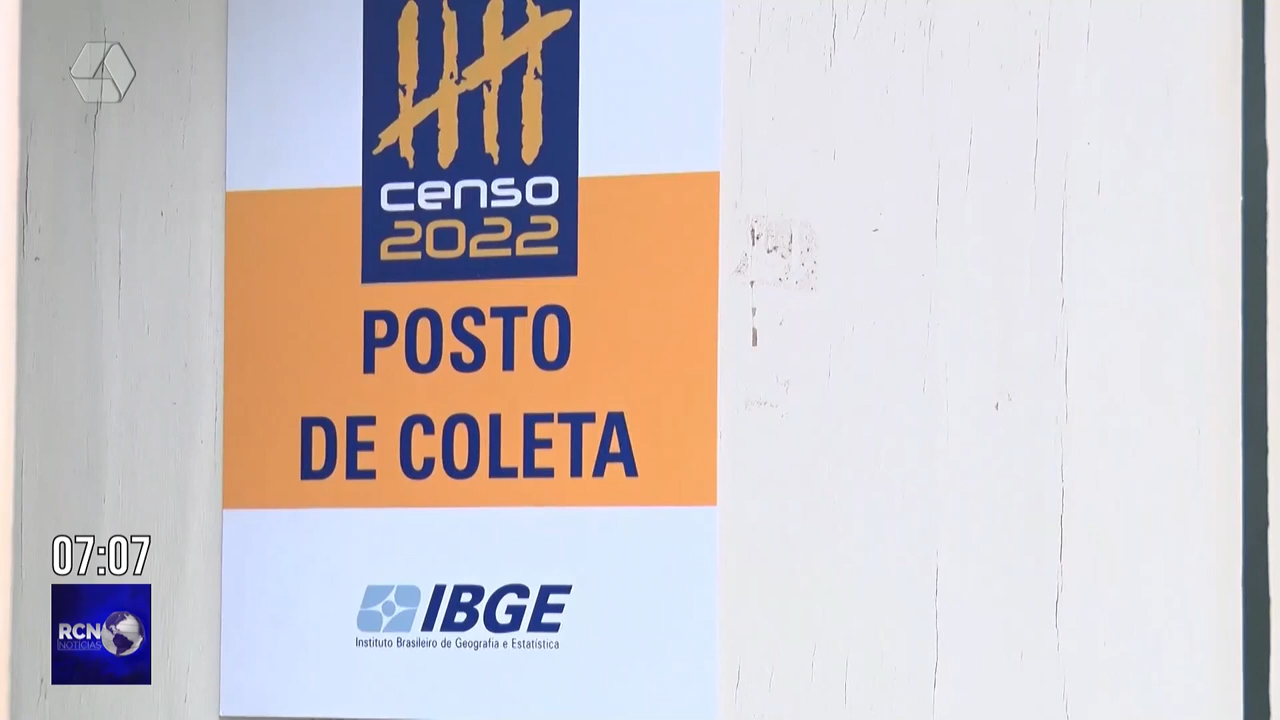 censo
2022
POSTO
DE COLETA
IBGE
Instituto Brasileiro de Geografia e Estatística
07:07
RCN
NOTÍCIAS